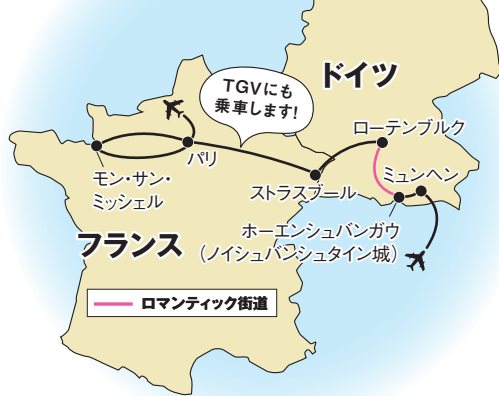 ドイツ
TGVにも
乗車します!
ローテンブルク
パリ
ミュンヘン
モン・サン・
ミッシェル
ストラスブール
ホーエンシュバンガウ
(ノイシュバンシュタイン城)
フランス
ロマンティック街道